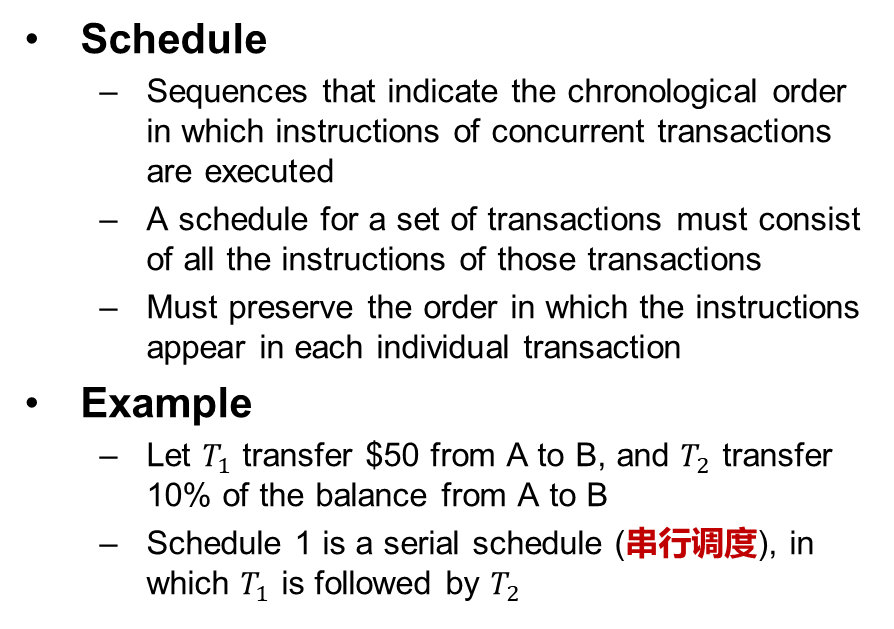 • Schedule
– Sequences that indicate the chronological order
in which instructions of concurrent transactions
are executed
– A schedule for a set of transactions must consist
of all the instructions of those transactions
– Must preserve the order in which the instructions
appear in each individual transaction
• Example
– Let T₁ transfer $50 from A to B, and T₂ transfer
10% of the balance from A to B
– Schedule 1 is a serial schedule (串行调度), in
which T₁ is followed by T₂